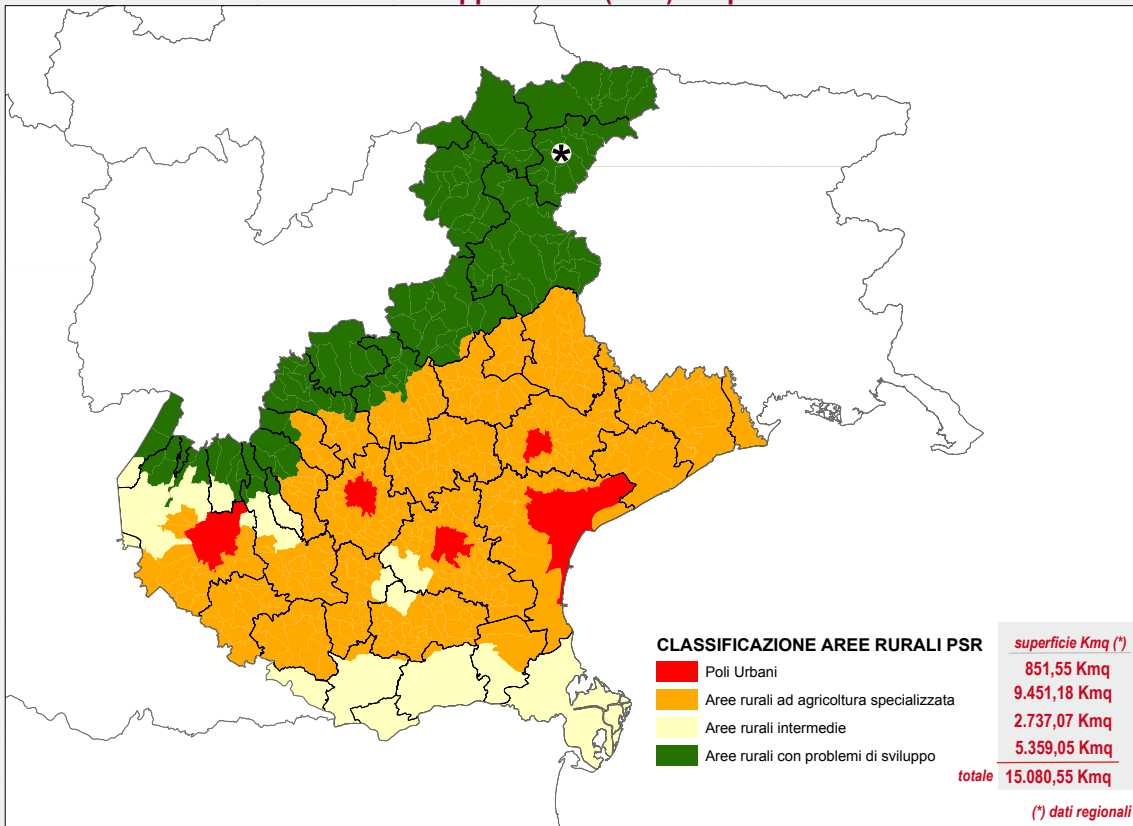 CLASSIFICAZIONE AREE RURALI PSR
superficie Kmq (*)
Poli Urbani
851,55 Kmq
Aree rurali ad agricoltura specializzata
9.451,18 Kmq
Aree rurali intermedie
2.737,07 Kmq
Aree rurali con problemi di sviluppo
5.359,05 Kmq
totale 15.080,55 Kmq
(*) dati regionali